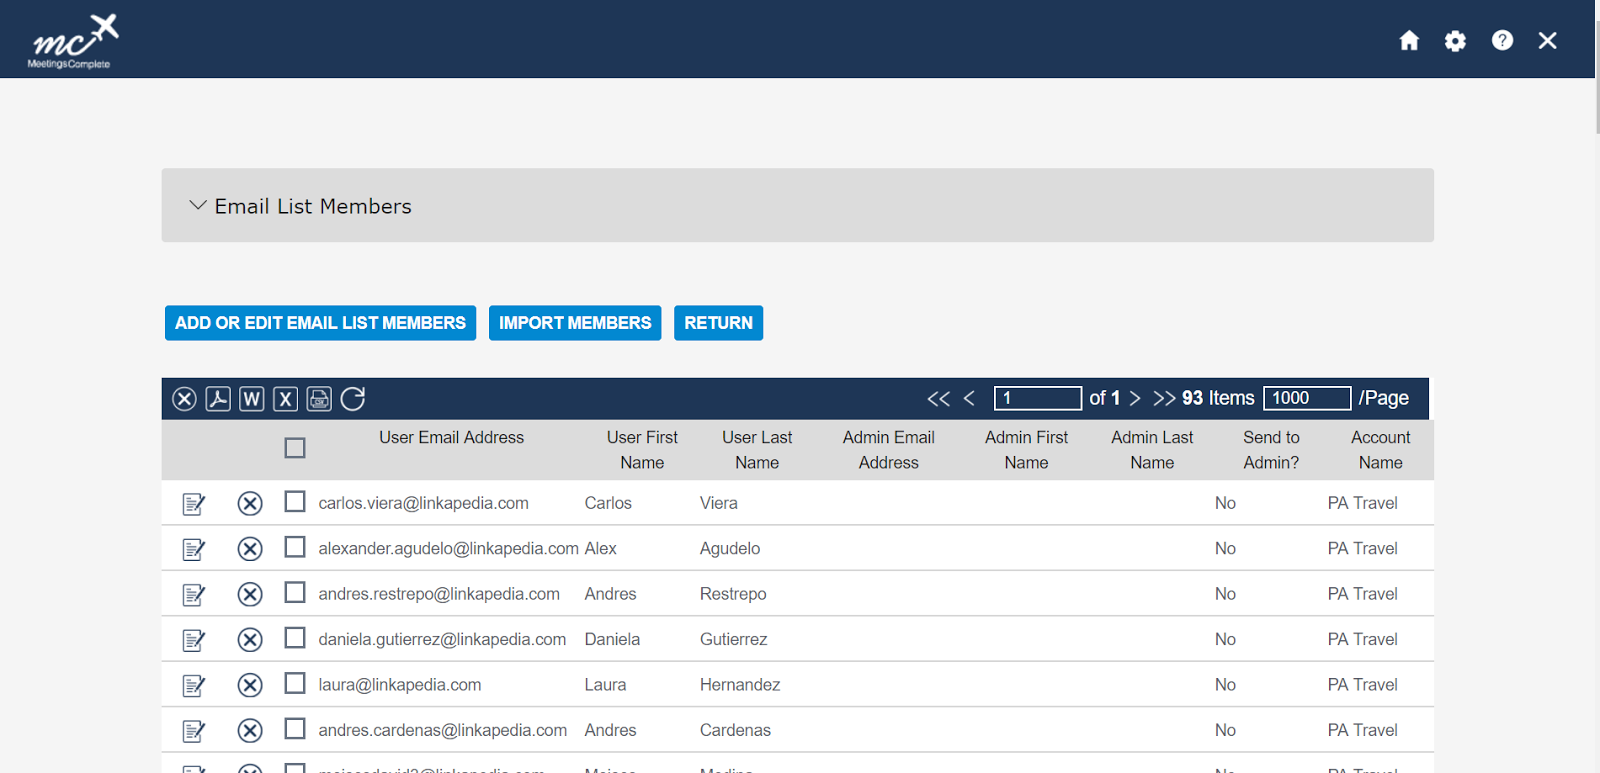 mc
MeetingsComplete
Email List Members
ADD OR EDIT EMAIL LIST MEMBERS IMPORT MEMBERS RETURN
W X CSV << < 1 of 1 > >> 93 Items 1000 /Page
User Email Address User First Name User Last Name Admin Email Address Admin First Name Admin Last Name Send to Admin? Account Name
carlos.viera@linkapedia.com Carlos Viera No PA Travel
alexander.agudelo@linkapedia.com Alex Agudelo No PA Travel
andres.restrepo@linkapedia.com Andres Restrepo No PA Travel
daniela.gutierrez@linkapedia.com Daniela Gutierrez No PA Travel
laura@linkapedia.com Laura Hernandez No PA Travel
andres.cardenas@linkapedia.com Andres Cardenas No PA Travel